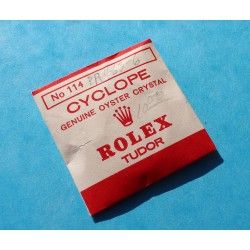 No 114
CYCLOPE
GENUINE OYSTER CRYSTAL
ROLEX
TUDOR